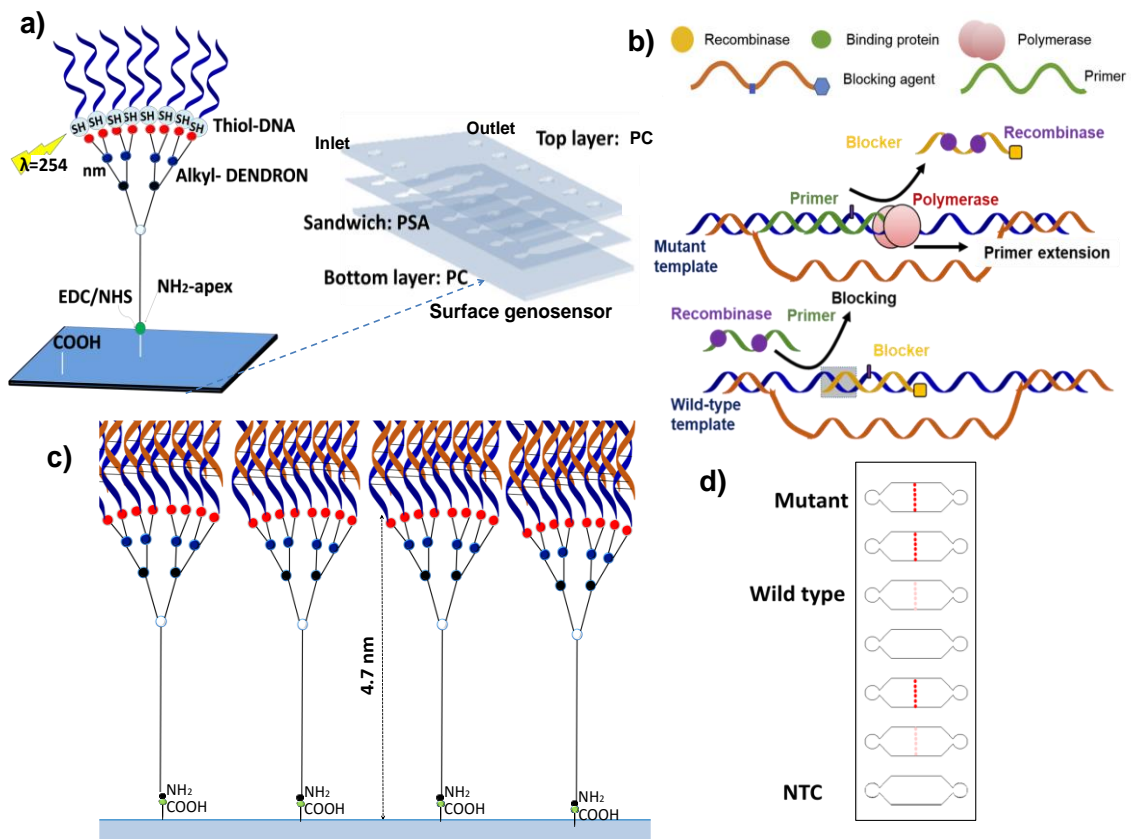 a)
SH SH SH SH SH SH SH SH
Thiol-DNA
λ=254
nm
Alkyl- DENDRON
EDC/NHS
NH2-apex
COOH
Inlet
Outlet
Top layer: PC
Sandwich: PSA
Bottom layer: PC
Surface genosensor
b)
Recombinase
Binding protein
Polymerase
Blocking agent
Primer
Blocker
Recombinase
Primer
Polymerase
Mutant
template
Primer extension
Blocking
Recombinase
Primer
Blocker
Wild-type
template
c)
4.7 nm
NH2
COOH
NH2
COOH
NH2
COOH
NH2
COOH
d)
Mutant
Wild type
NTC